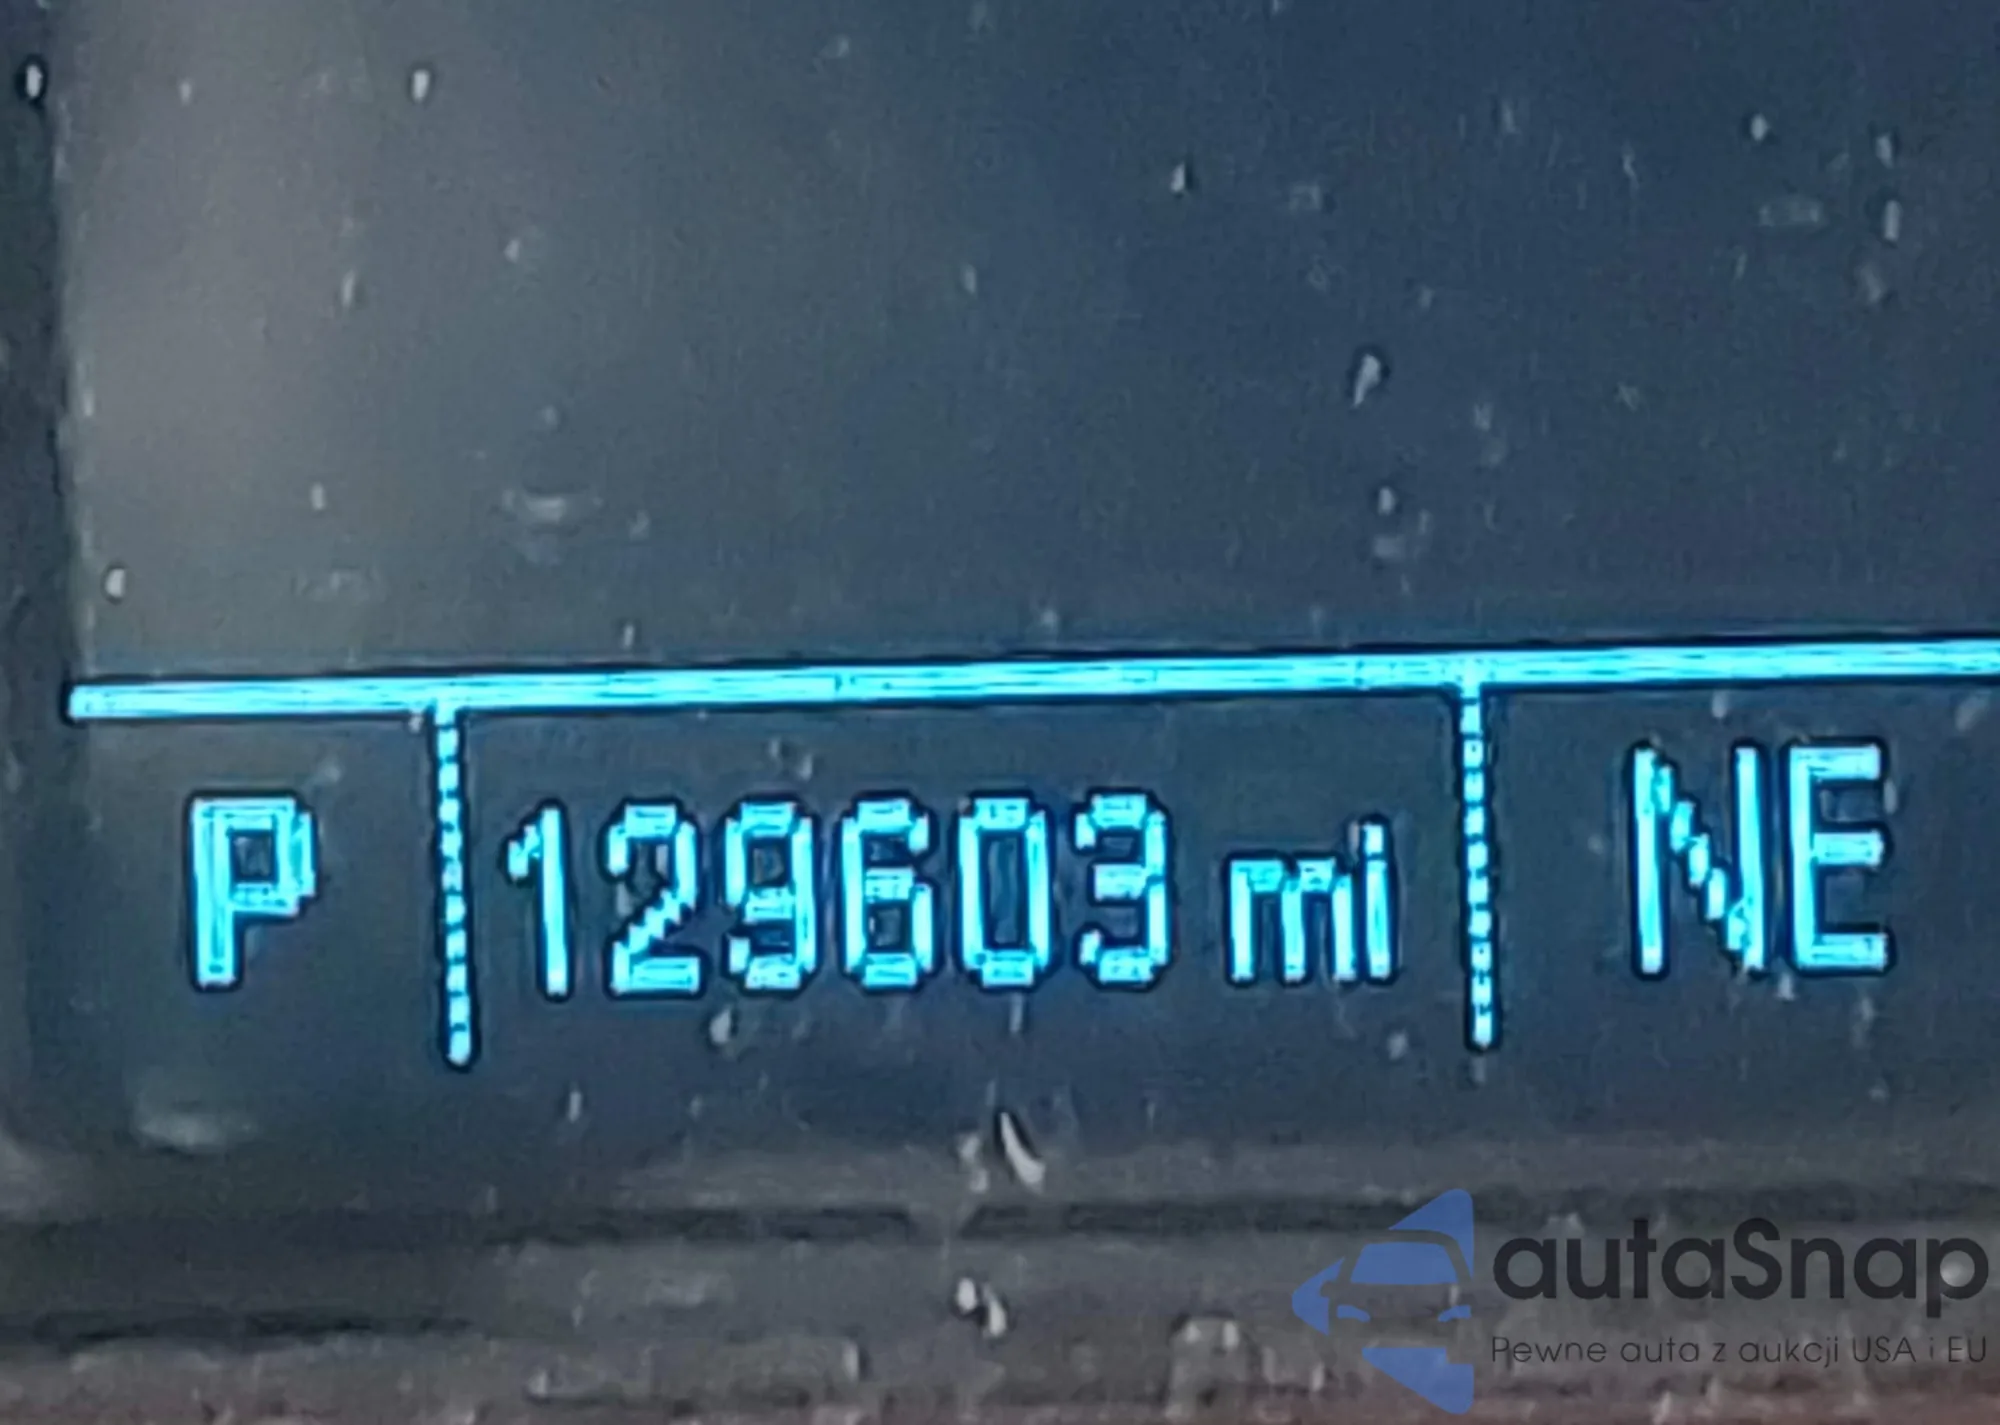 P 129603 mi NE
autaSnap
Pewne auta z aukcji USA i EU